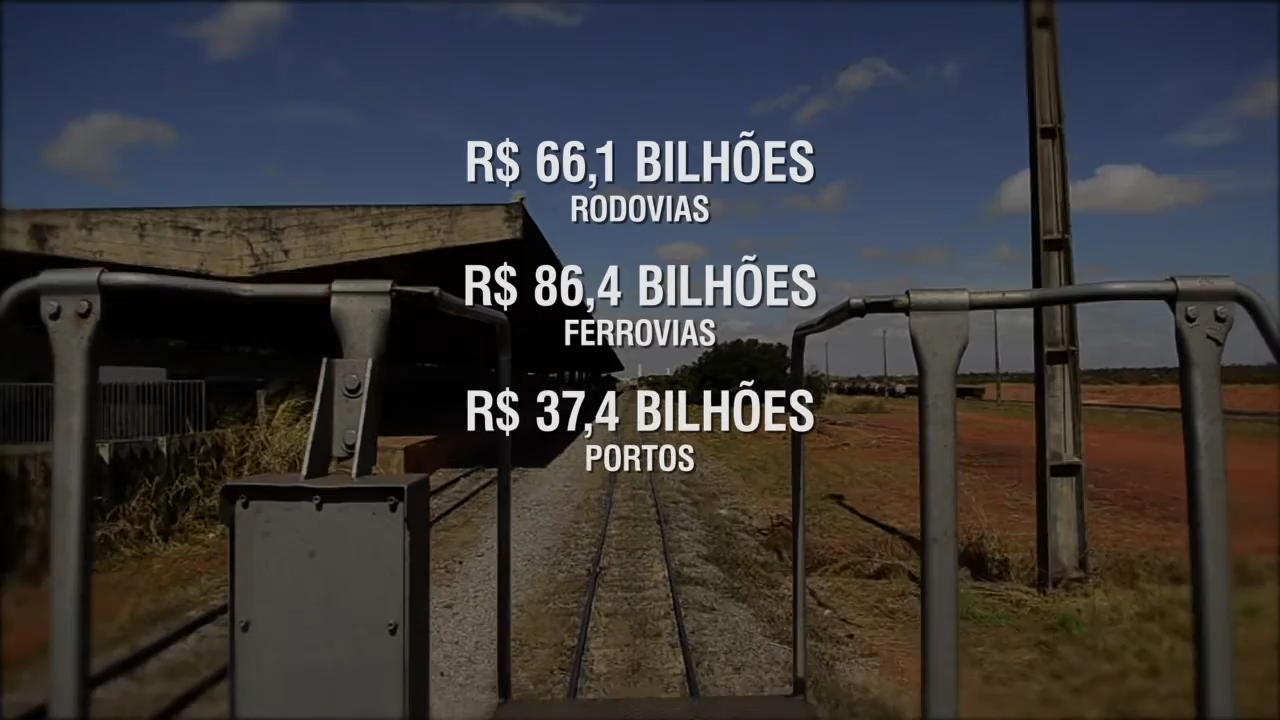 R$ 66,1 BILHÕES
RODOVIAS
R$ 86,4 BILHÕES
FERROVIAS
R$ 37,4 BILHÕES
PORTOS